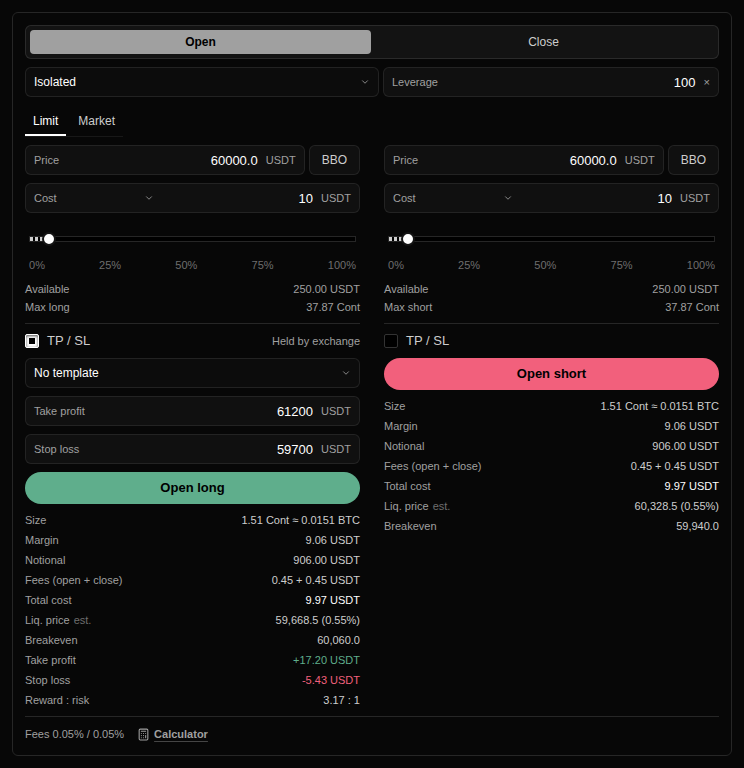 Open Close
Isolated Leverage 100 ×
Limit Market
Price 60000.0 USDT BBO Price 60000.0 USDT BBO
Cost 10 USDT Cost 10 USDT
0% 25% 50% 75% 100% 0% 25% 50% 75% 100%
Available 250.00 USDT Available 250.00 USDT
Max long 37.87 Cont Max short 37.87 Cont
TP / SL Held by exchange TP / SL
No template Open short
Take profit 61200 USDT Size 1.51 Cont ≈ 0.0151 BTC
Margin 9.06 USDT
Stop loss 59700 USDT Notional 906.00 USDT
Fees (open + close) 0.45 + 0.45 USDT
Open long Total cost 9.97 USDT
Liq. price est. 60,328.5 (0.55%)
Size 1.51 Cont ≈ 0.0151 BTC Breakeven 59,940.0
Margin 9.06 USDT
Notional 906.00 USDT
Fees (open + close) 0.45 + 0.45 USDT
Total cost 9.97 USDT
Liq. price est. 59,668.5 (0.55%)
Breakeven 60,060.0
Take profit +17.20 USDT
Stop loss -5.43 USDT
Reward : risk 3.17 : 1
Fees 0.05% / 0.05% Calculator